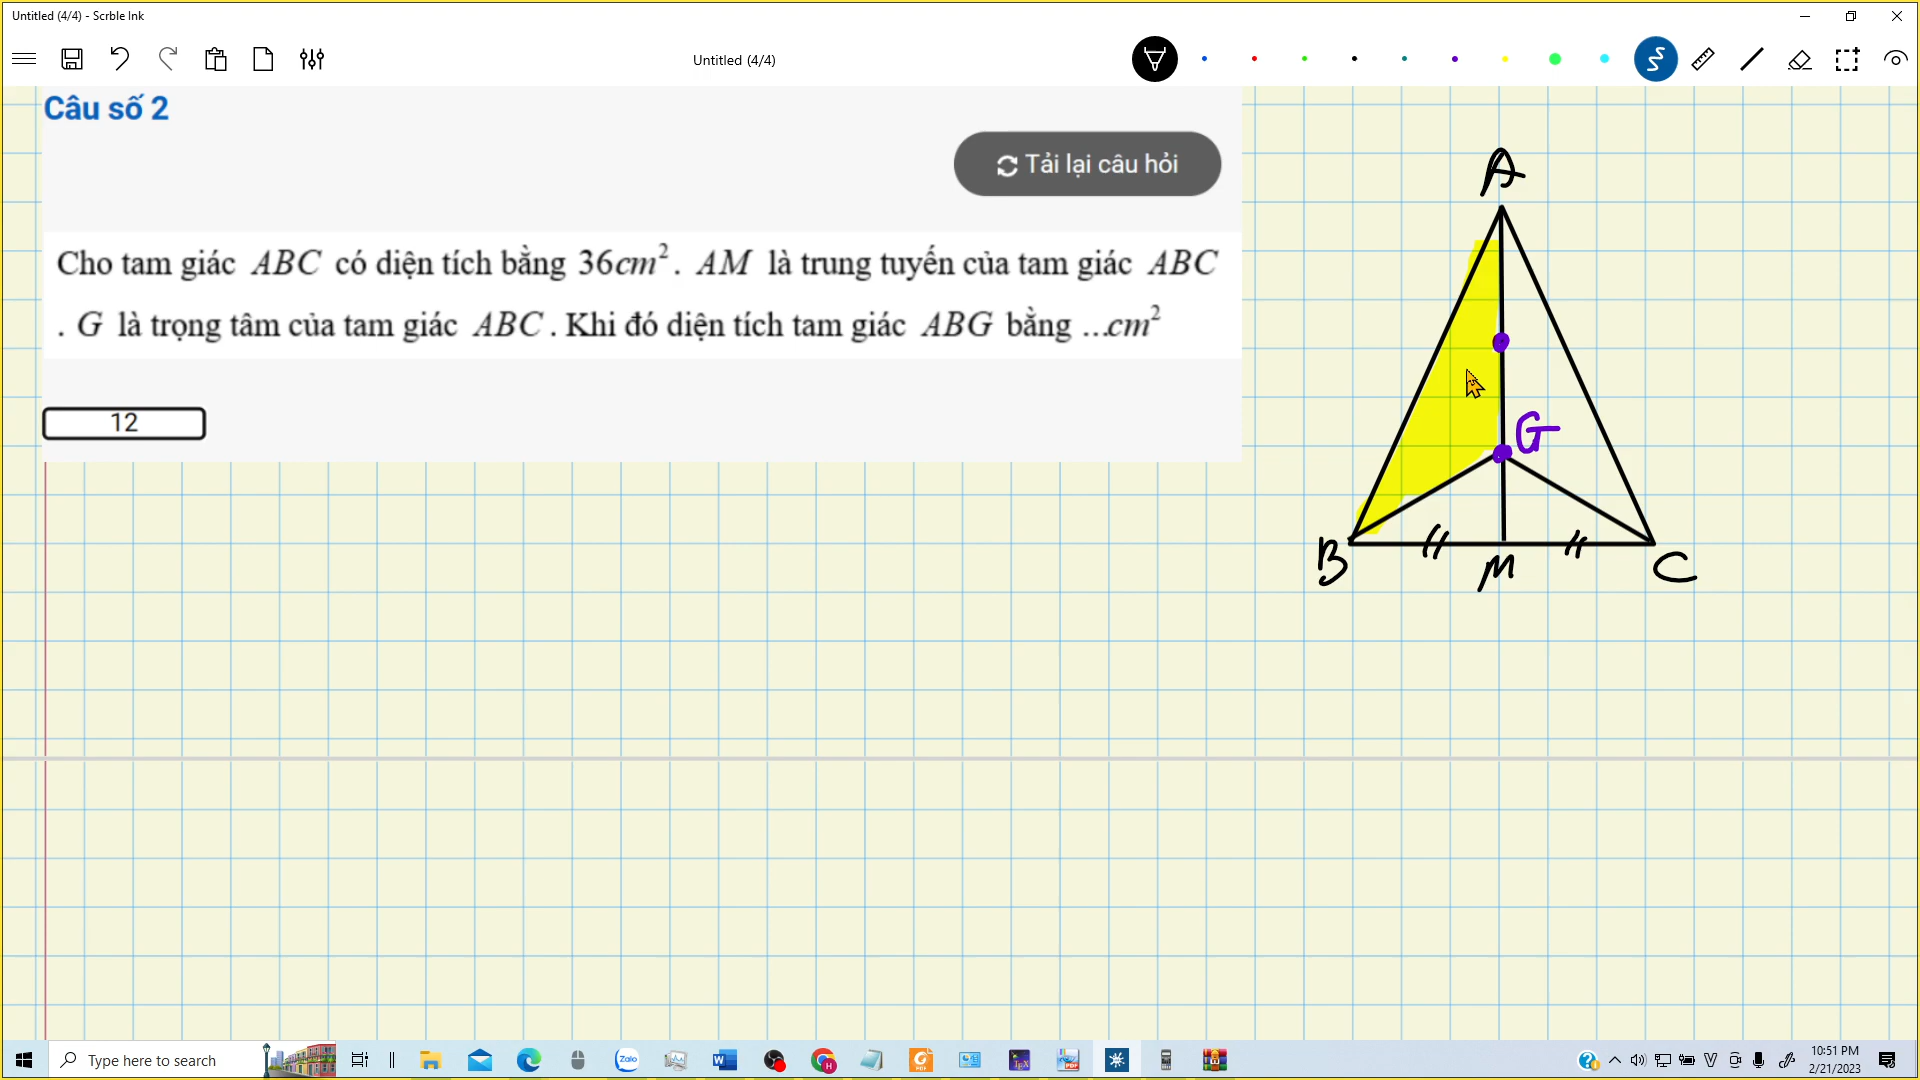 Untitled (4/4) - Scrble Ink
Untitled (4/4)
Câu số 2
Tải lại câu hỏi
Cho tam giác ABC có diện tích bằng 36cm². AM là trung tuyến của tam giác ABC
. G là trọng tâm của tam giác ABC. Khi đó diện tích tam giác ABG bằng ...cm²
12
A
G
B
M
C
Type here to search
Zalo
10:51 PM
2/21/2023